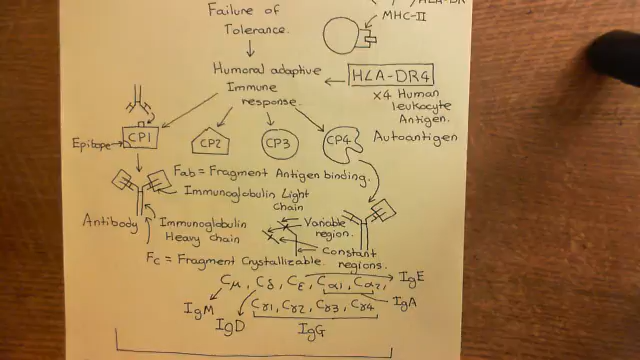 HLA-DR
Failure of
Tolerance.
MHC-II
Humoral adaptive
Immune
response.
HLA-DR4
x4 Human
leukocyte
Antigen.
Autoantigen
CP1
CP2
CP3
CP4
Epitope
Fab = Fragment Antigen binding.
Immunoglobulin Light
Chain
Antibody
Immunoglobulin
Heavy chain
Variable
region.
Constant
regions.
Fc = Fragment Crystallizable.
Cμ, Cδ, Cε, Cα1, Cα2,
IgE
IgM
IgD
Cγ1, Cγ2, Cγ3, Cγ4
IgA
IgG